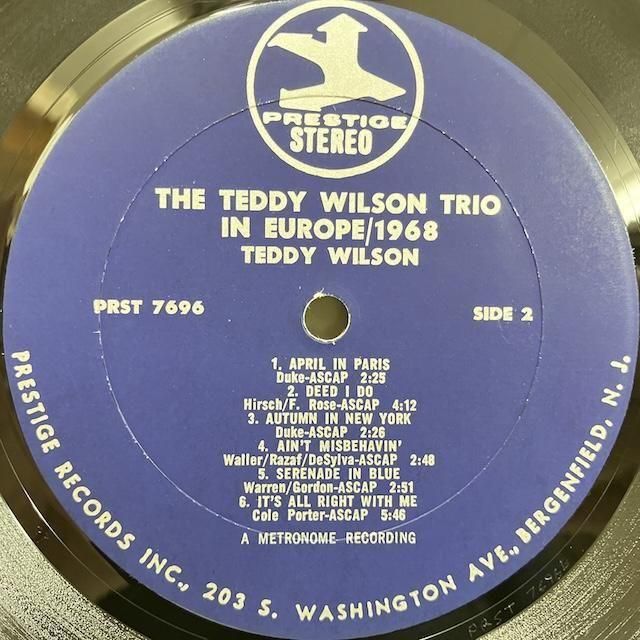 PRESTIGE
STEREO
THE TEDDY WILSON TRIO
IN EUROPE/1968
TEDDY WILSON
PRST 7696
SIDE 2
1. APRIL IN PARIS
Duke-ASCAP 2:25
2. DEED I DO
Hirsch/F. Rose-ASCAP 4:12
3. AUTUMN IN NEW YORK
Duke-ASCAP 2:26
4. AIN'T MISBEHAVIN'
Waller/Razaf/DeSylva-ASCAP 2:48
5. SERENADE IN BLUE
Warren/Gordon-ASCAP 2:51
6. IT'S ALL RIGHT WITH ME
Cole Porter-ASCAP 5:46
A METRONOME RECORDING
PRESTIGE RECORDS INC., 203 S. WASHINGTON AVE., BERGENFIELD, N. J.
PRST